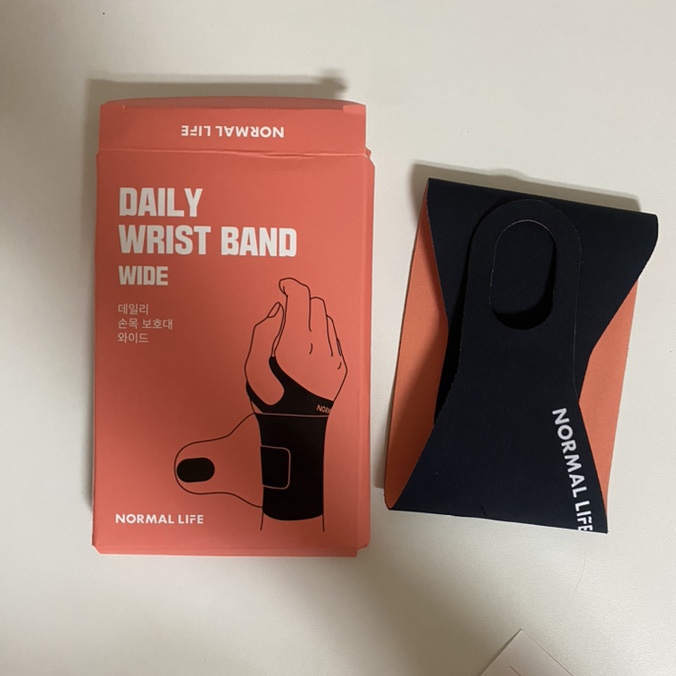 NORMAL LIFE
DAILY
WRIST BAND
WIDE
데일리
손목 보호대
와이드
NORMAL LIFE
NORMAL LIFE